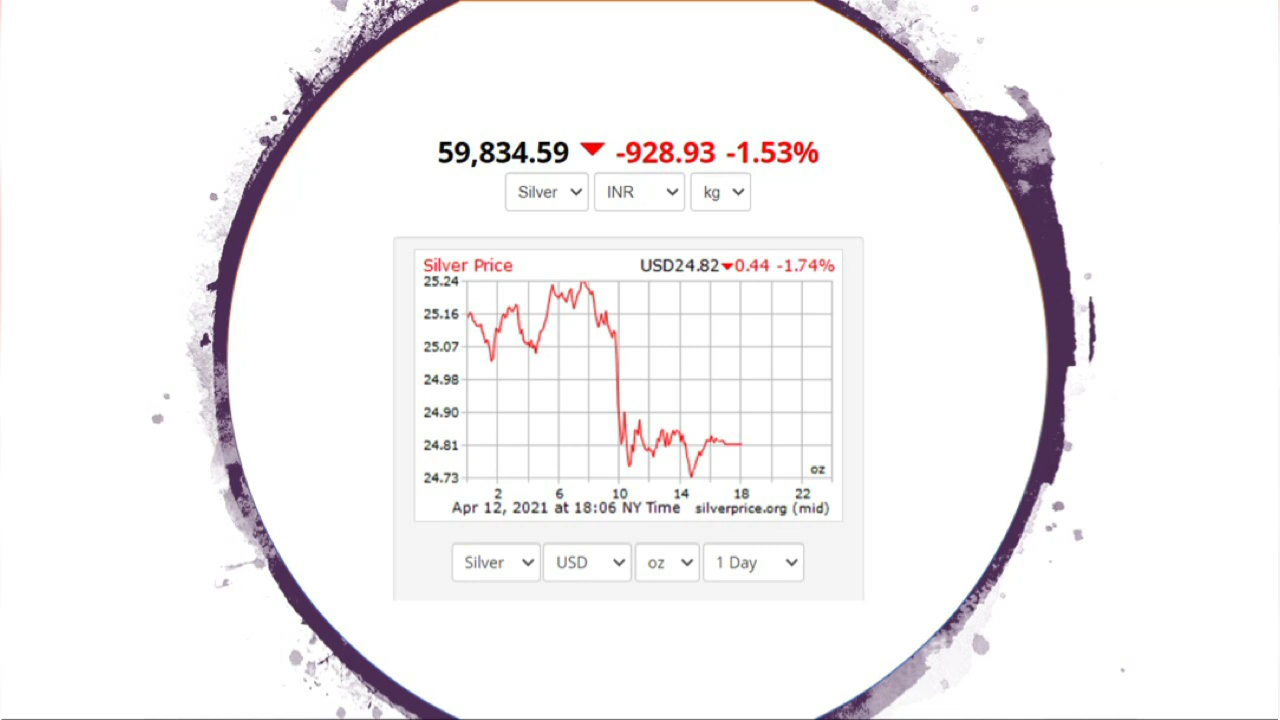 59,834.59 -928.93 -1.53%
Silver INR kg
Silver Price USD24.82 0.44 -1.74%
25.24
25.16
25.07
24.98
24.90
24.81
24.73
oz
2 6 10 14 18 22
Apr 12, 2021 at 18:06 NY Time silverprice.org (mid)
Silver USD oz 1 Day